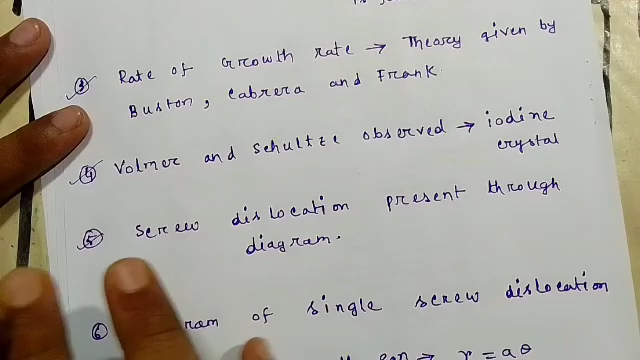 ③ Rate of Growth rate → Theory given by
Buston, Cabrera and Frank.
④ Volmer and Schultze observed → iodine
crystal
⑤ Screw dislocation present through
diagram.
⑥ ram of single screw dislocation
→ r = aθ